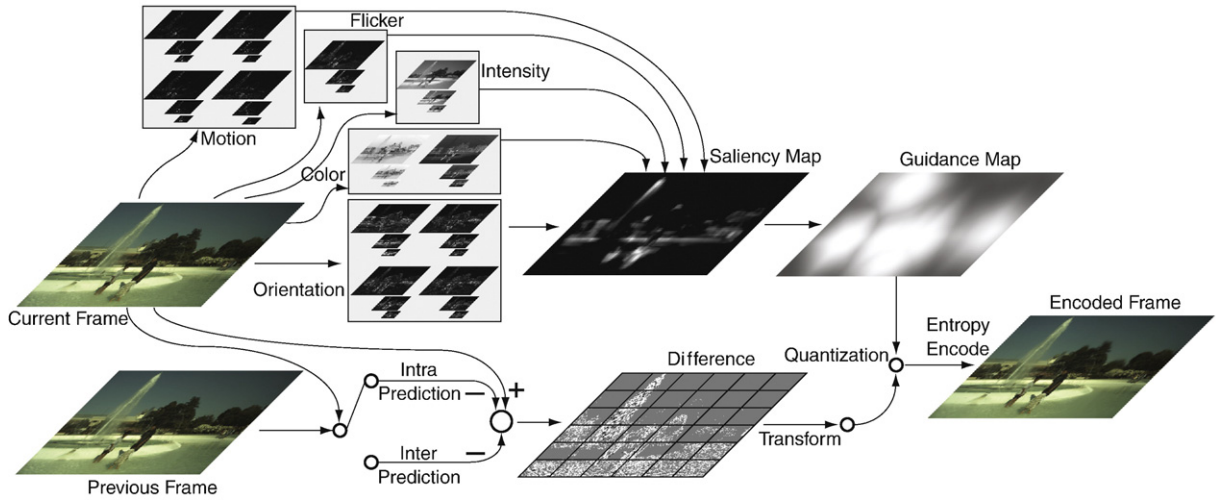 Flicker
Intensity
Motion
Color
Saliency Map
Guidance Map
Orientation
Current Frame
Encoded Frame
Entropy
Encode
Difference
Quantization
Intra
Prediction
+
−
−
Inter
Prediction
Transform
Previous Frame